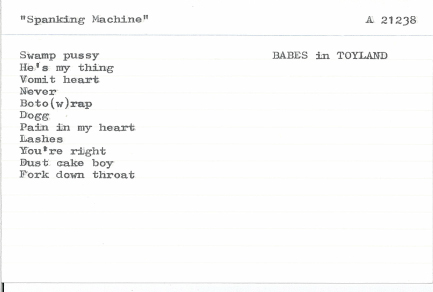 "Spanking Machine" A 21238
Swamp pussy BABES in TOYLAND
He's my thing
Vomit heart
Never
Boto(w)rap
Dogg
Pain in my heart
Lashes
You're right
Dust cake boy
Fork down throat